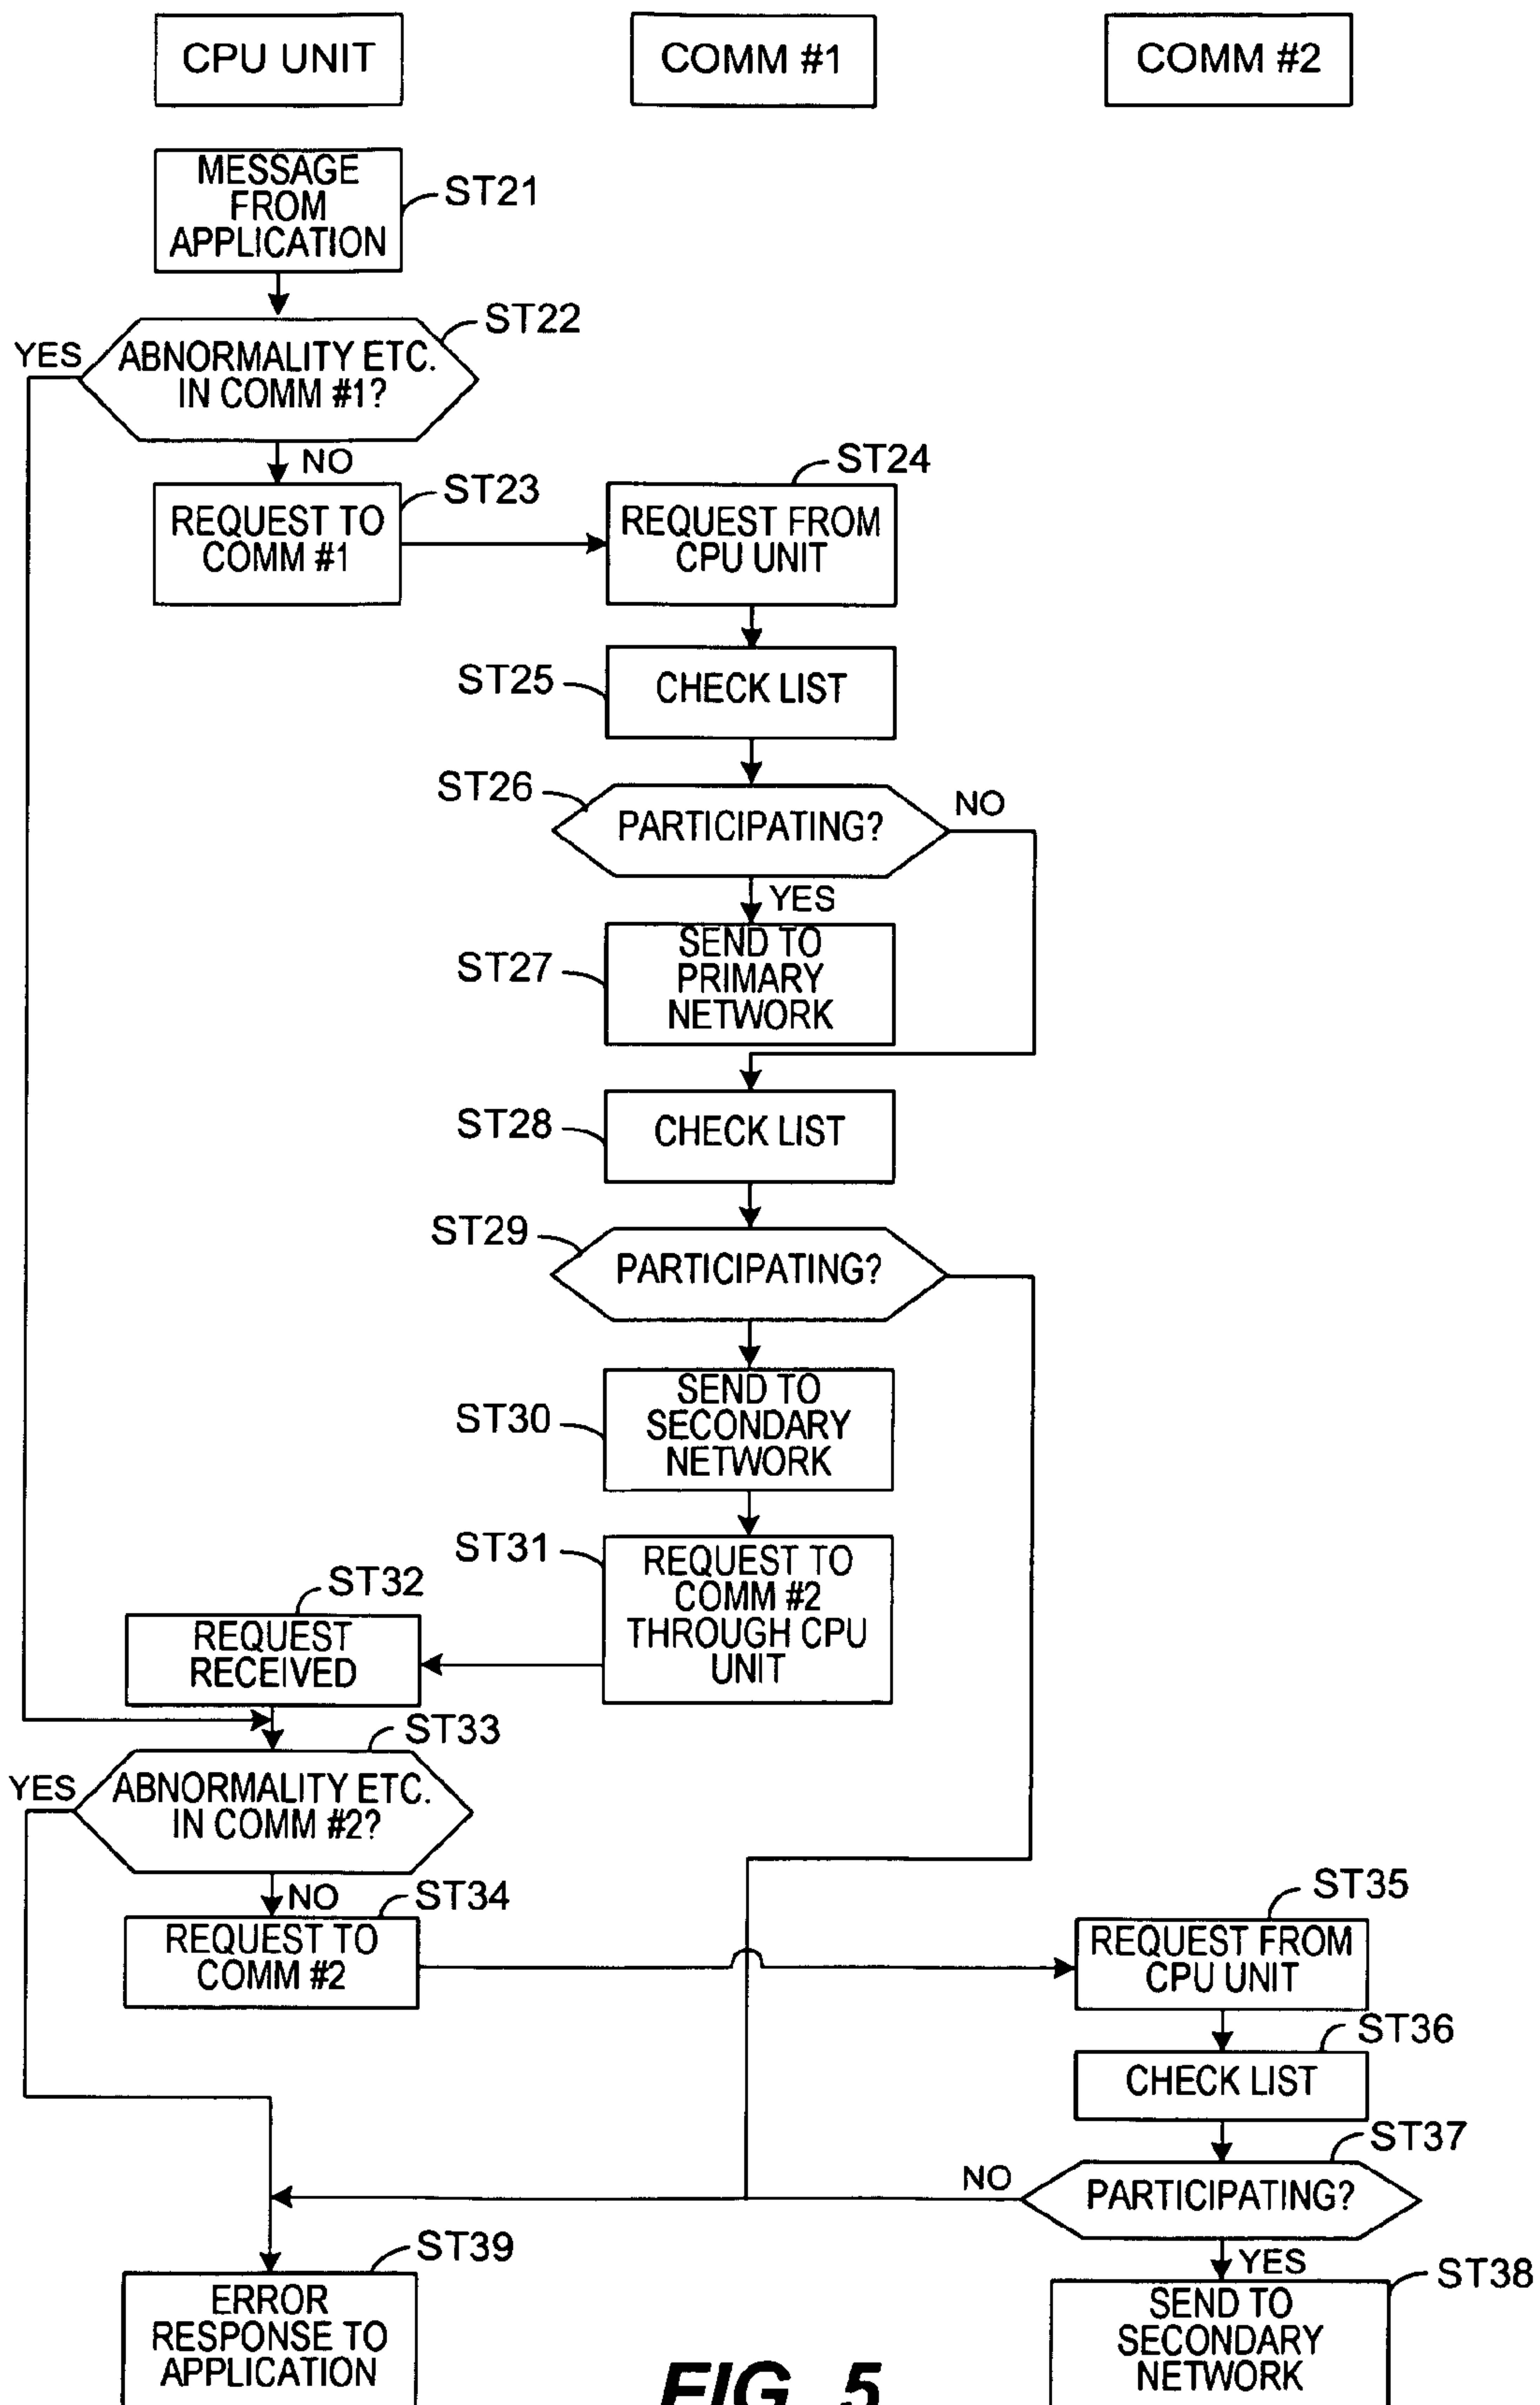 CPU UNIT
COMM #1
COMM #2
MESSAGE
FROM
APPLICATION
ST21
ST22
YES
ABNORMALITY ETC.
IN COMM #1?
NO
ST23
REQUEST TO
COMM #1
ST24
REQUEST FROM
CPU UNIT
ST25
CHECK LIST
ST26
PARTICIPATING?
NO
YES
ST27
SEND TO
PRIMARY
NETWORK
ST28
CHECK LIST
ST29
PARTICIPATING?
ST30
SEND TO
SECONDARY
NETWORK
ST31
REQUEST TO
COMM #2
THROUGH CPU
UNIT
ST32
REQUEST
RECEIVED
ST33
YES
ABNORMALITY ETC.
IN COMM #2?
NO
ST34
REQUEST TO
COMM #2
ST35
REQUEST FROM
CPU UNIT
ST36
CHECK LIST
ST37
NO
PARTICIPATING?
YES
ST38
SEND TO
SECONDARY
NETWORK
ST39
ERROR
RESPONSE TO
APPLICATION
FIG. 5